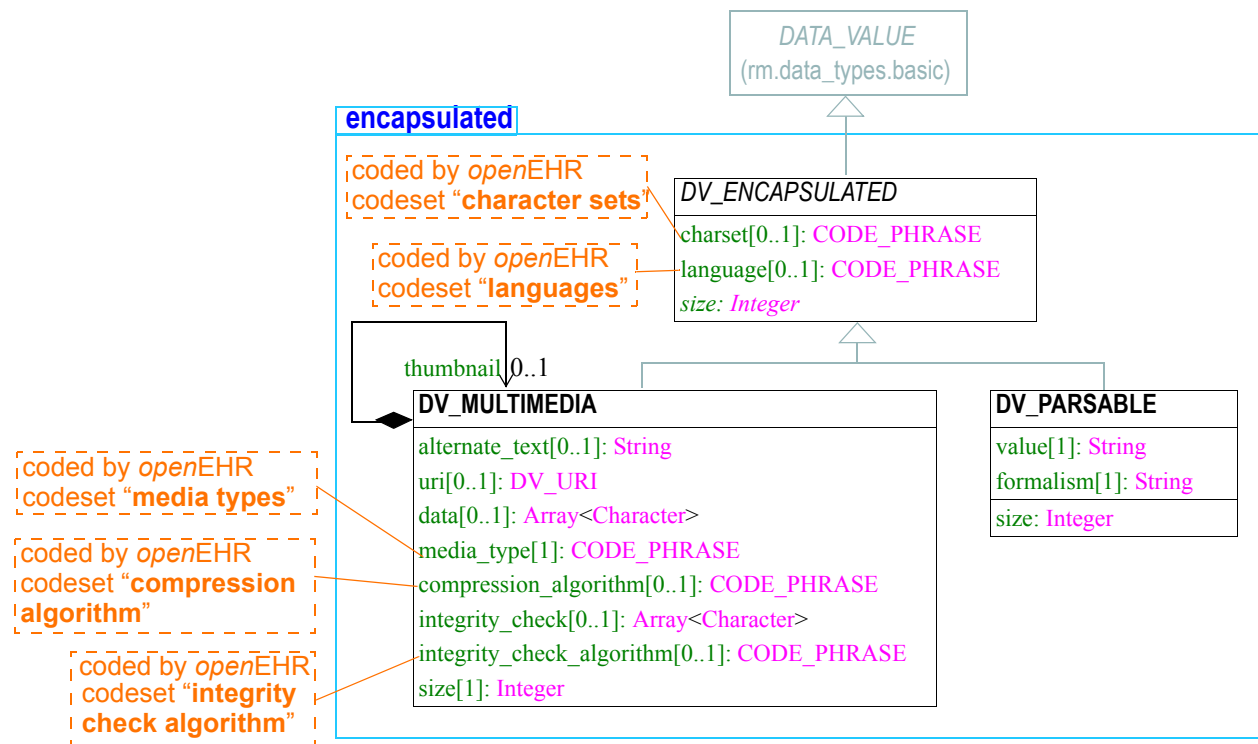 DATA_VALUE
(rm.data_types.basic)
encapsulated
coded by openEHR
codeset “character sets”
DV_ENCAPSULATED
charset[0..1]: CODE_PHRASE
language[0..1]: CODE_PHRASE
size: Integer
coded by openEHR
codeset “languages”
thumbnail 0..1
DV_MULTIMEDIA
alternate_text[0..1]: String
uri[0..1]: DV_URI
data[0..1]: Array<Character>
media_type[1]: CODE_PHRASE
compression_algorithm[0..1]: CODE_PHRASE
integrity_check[0..1]: Array<Character>
integrity_check_algorithm[0..1]: CODE_PHRASE
size[1]: Integer
DV_PARSABLE
value[1]: String
formalism[1]: String
size: Integer
coded by openEHR
codeset “media types”
coded by openEHR
codeset “compression
algorithm”
coded by openEHR
codeset “integrity
check algorithm”